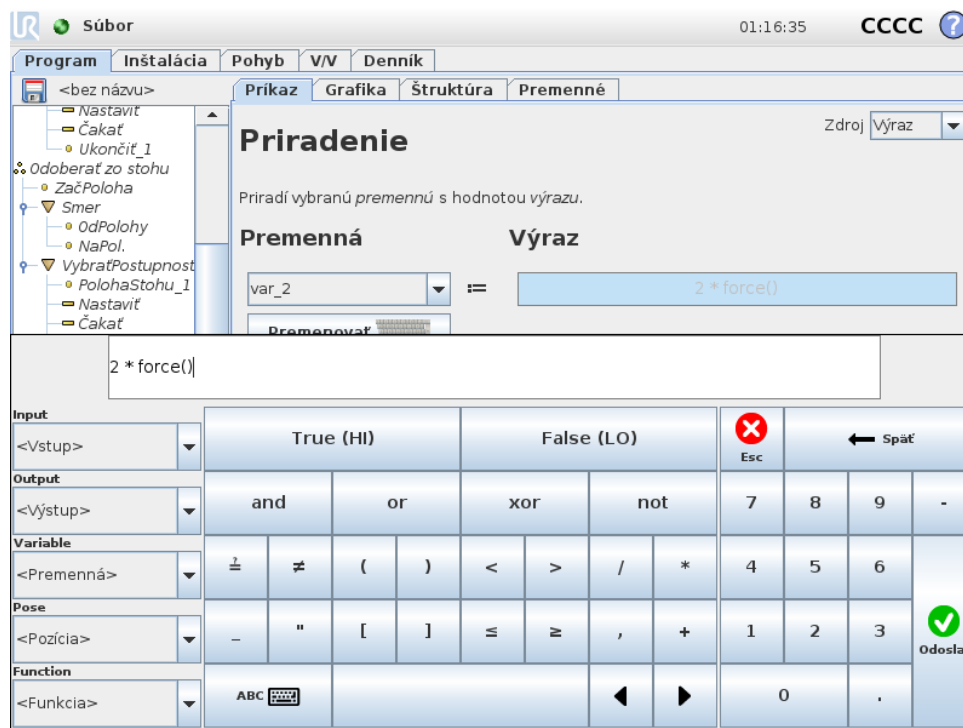 UR Súbor 01:16:35 CCCC ?
Program Inštalácia Pohyb V/V Denník
<bez názvu> Príkaz Grafika Štruktúra Premenné
Nastaviť
Čakať
Ukončiť_1
Odoberať zo stohu
ZačPoloha
Smer
OdPolohy
NaPol.
VybraťPostupnosť
PolohaStohu_1
Nastaviť
Čakať
Priradenie
Zdroj Výraz
Priradí vybranú premennú s hodnotou výrazu.
Premenná Výraz
var_2 := 2 * force()
Premenovať
2 * force()
Input
<Vstup>
Output
<Výstup>
Variable
<Premenná>
Pose
<Pozícia>
Function
<Funkcia>
True (HI) False (LO) Esc Späť
and or xor not 7 8 9 -
≟ ≠ ( ) < > / * 4 5 6
_ " [ ] ≤ ≥ , + 1 2 3
Odosla
ABC 0 .